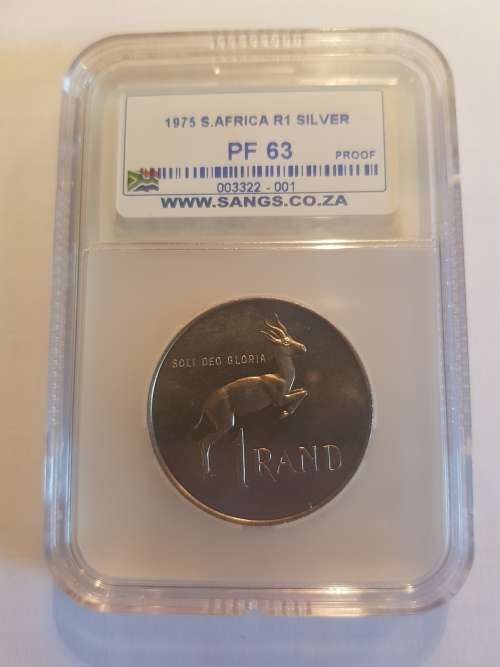 1975 S.AFRICA R1 SILVER
PF 63
PROOF
003322 - 001
WWW.SANGS.CO.ZA
SOLI DEO GLORIA
1 RAND